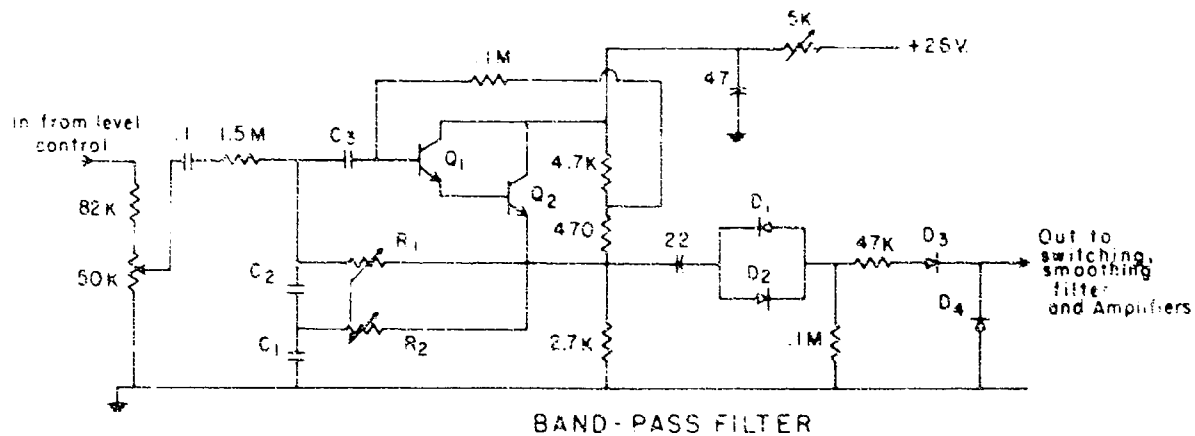 5K
+26V.
.1M
47
in from level
control
.1
1.5M
C3
Q1
4.7K
82K
Q2
D1
470
R1
22
47K
D3
Out to
switching,
smoothing
filter
and Amplifiers
50K
C2
D2
D4
C1
R2
2.7K
.1M
BAND-PASS FILTER